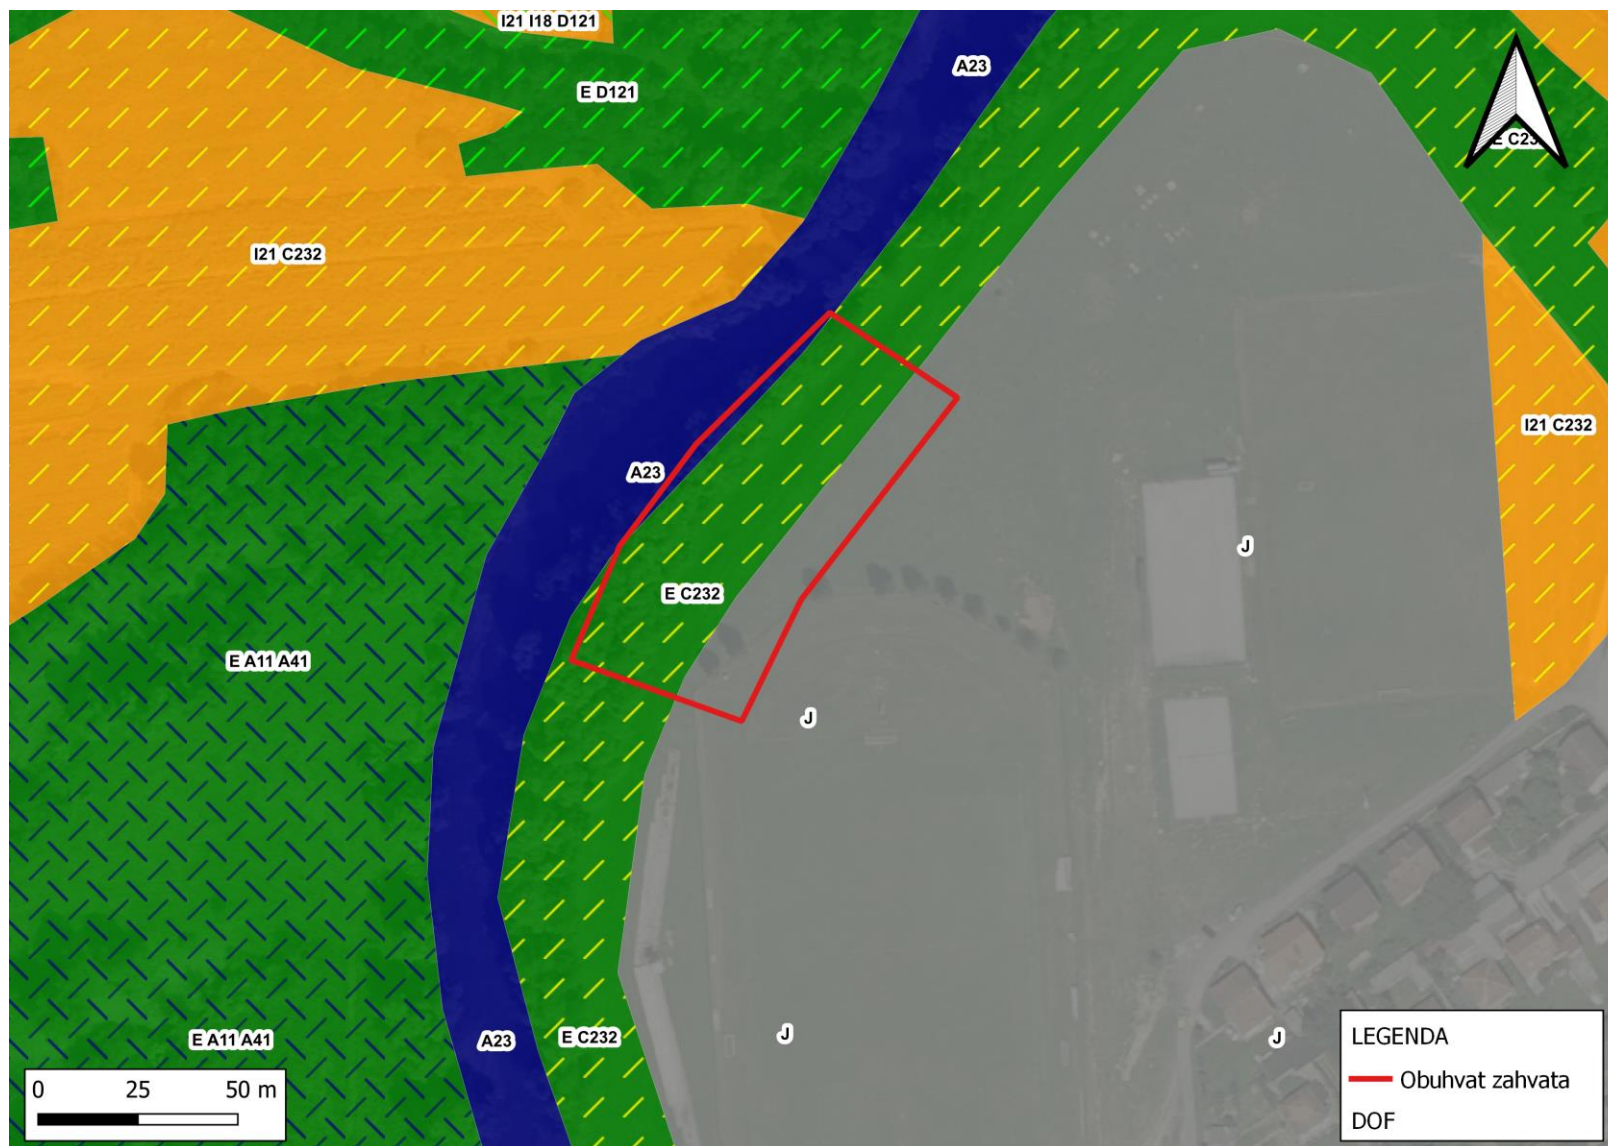 I21 I18 D121
A23
E D121
E C23
I21 C232
I21 C232
A23
J
E C232
E A11 A41
J
J
E A11 A41
A23
E C232
J
LEGENDA
Obuhvat zahvata
DOF
0 25 50 m